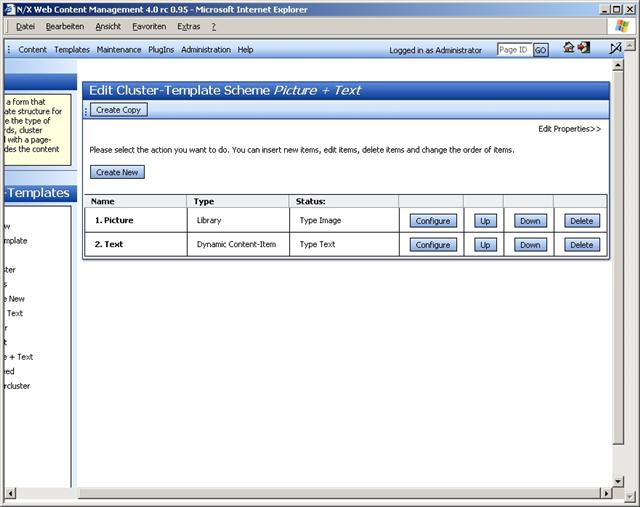 N/X Web Content Management 4.0 rc 0.95 - Microsoft Internet Explorer
Datei Bearbeiten Ansicht Favoriten Extras ?
Content Templates Maintenance PlugIns Administration Help Logged in as Administrator Page ID GO
Edit Cluster-Template Scheme Picture + Text
Create Copy
a form that
ate structure for
e the type of
rds, cluster
d with a page-
des the content
Edit Properties>>
Please select the action you want to do. You can insert new items, edit items, delete items and change the order of items.
Create New
-Templates
Name Type Status:
1. Picture Library Type Image Configure Up Down Delete
2. Text Dynamic Content-Item Type Text Configure Up Down Delete
w
mplate
ster
s
e New
Text
r
t
e + Text
eed
rcluster